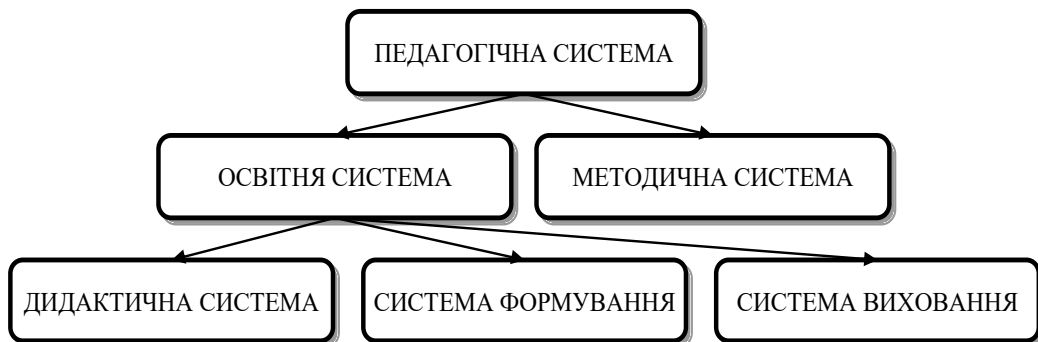 ПЕДАГОГІЧНА СИСТЕМА
ОСВІТНЯ СИСТЕМА
МЕТОДИЧНА СИСТЕМА
ДИДАКТИЧНА СИСТЕМА
СИСТЕМА ФОРМУВАННЯ
СИСТЕМА ВИХОВАННЯ